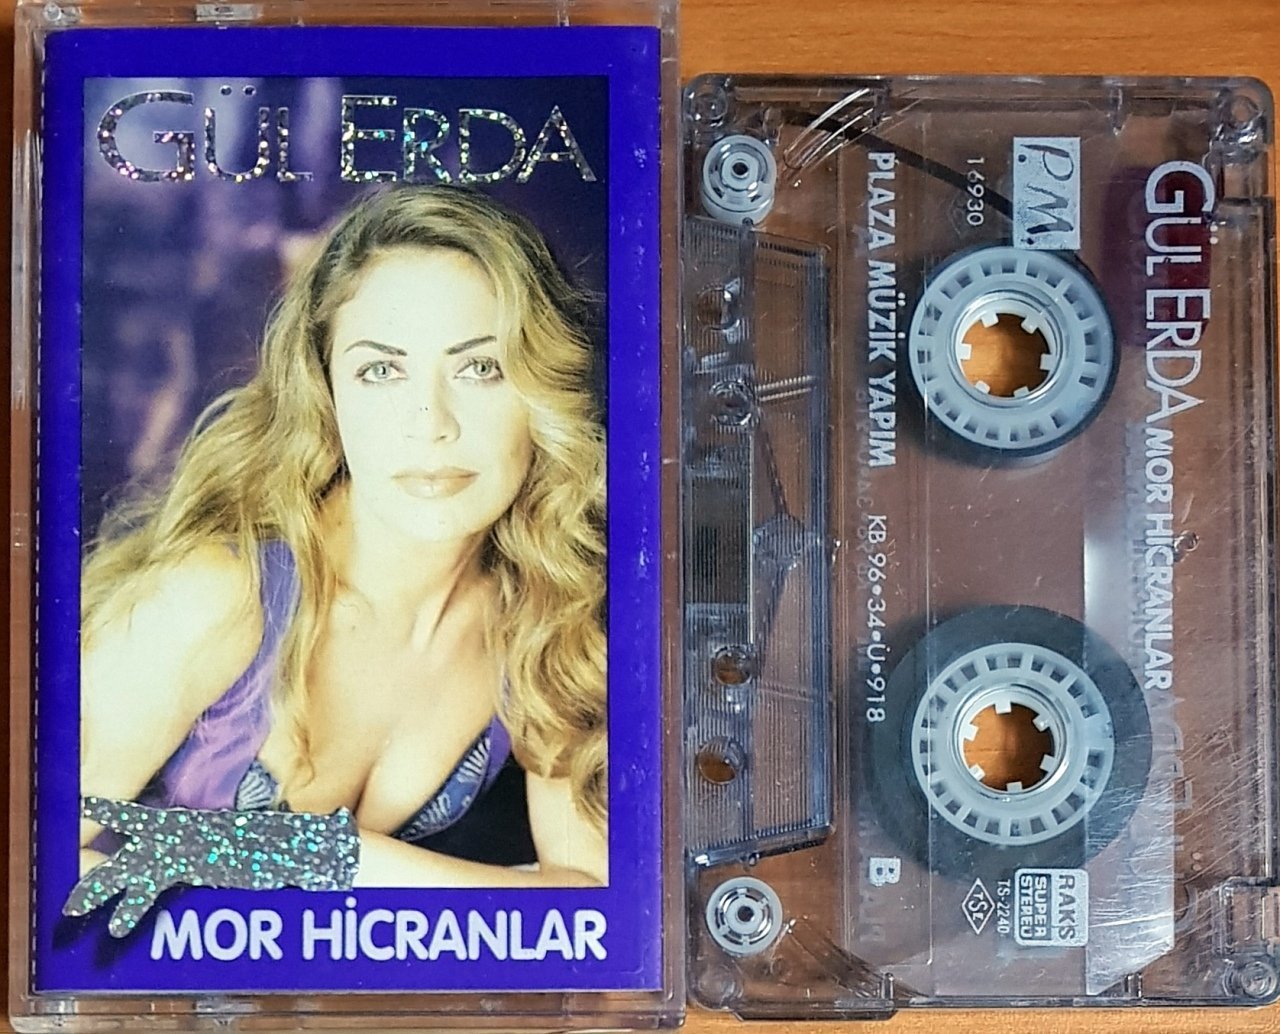 GÜL ERDA
MOR HİCRANLAR
GÜL ERDA MOR HİCRANLAR
PM
16930
PLAZA MÜZİK YAPIM KB.96•34•Ü•918
B
RAKS
SUPER
STEREO
TS-2240
TSE